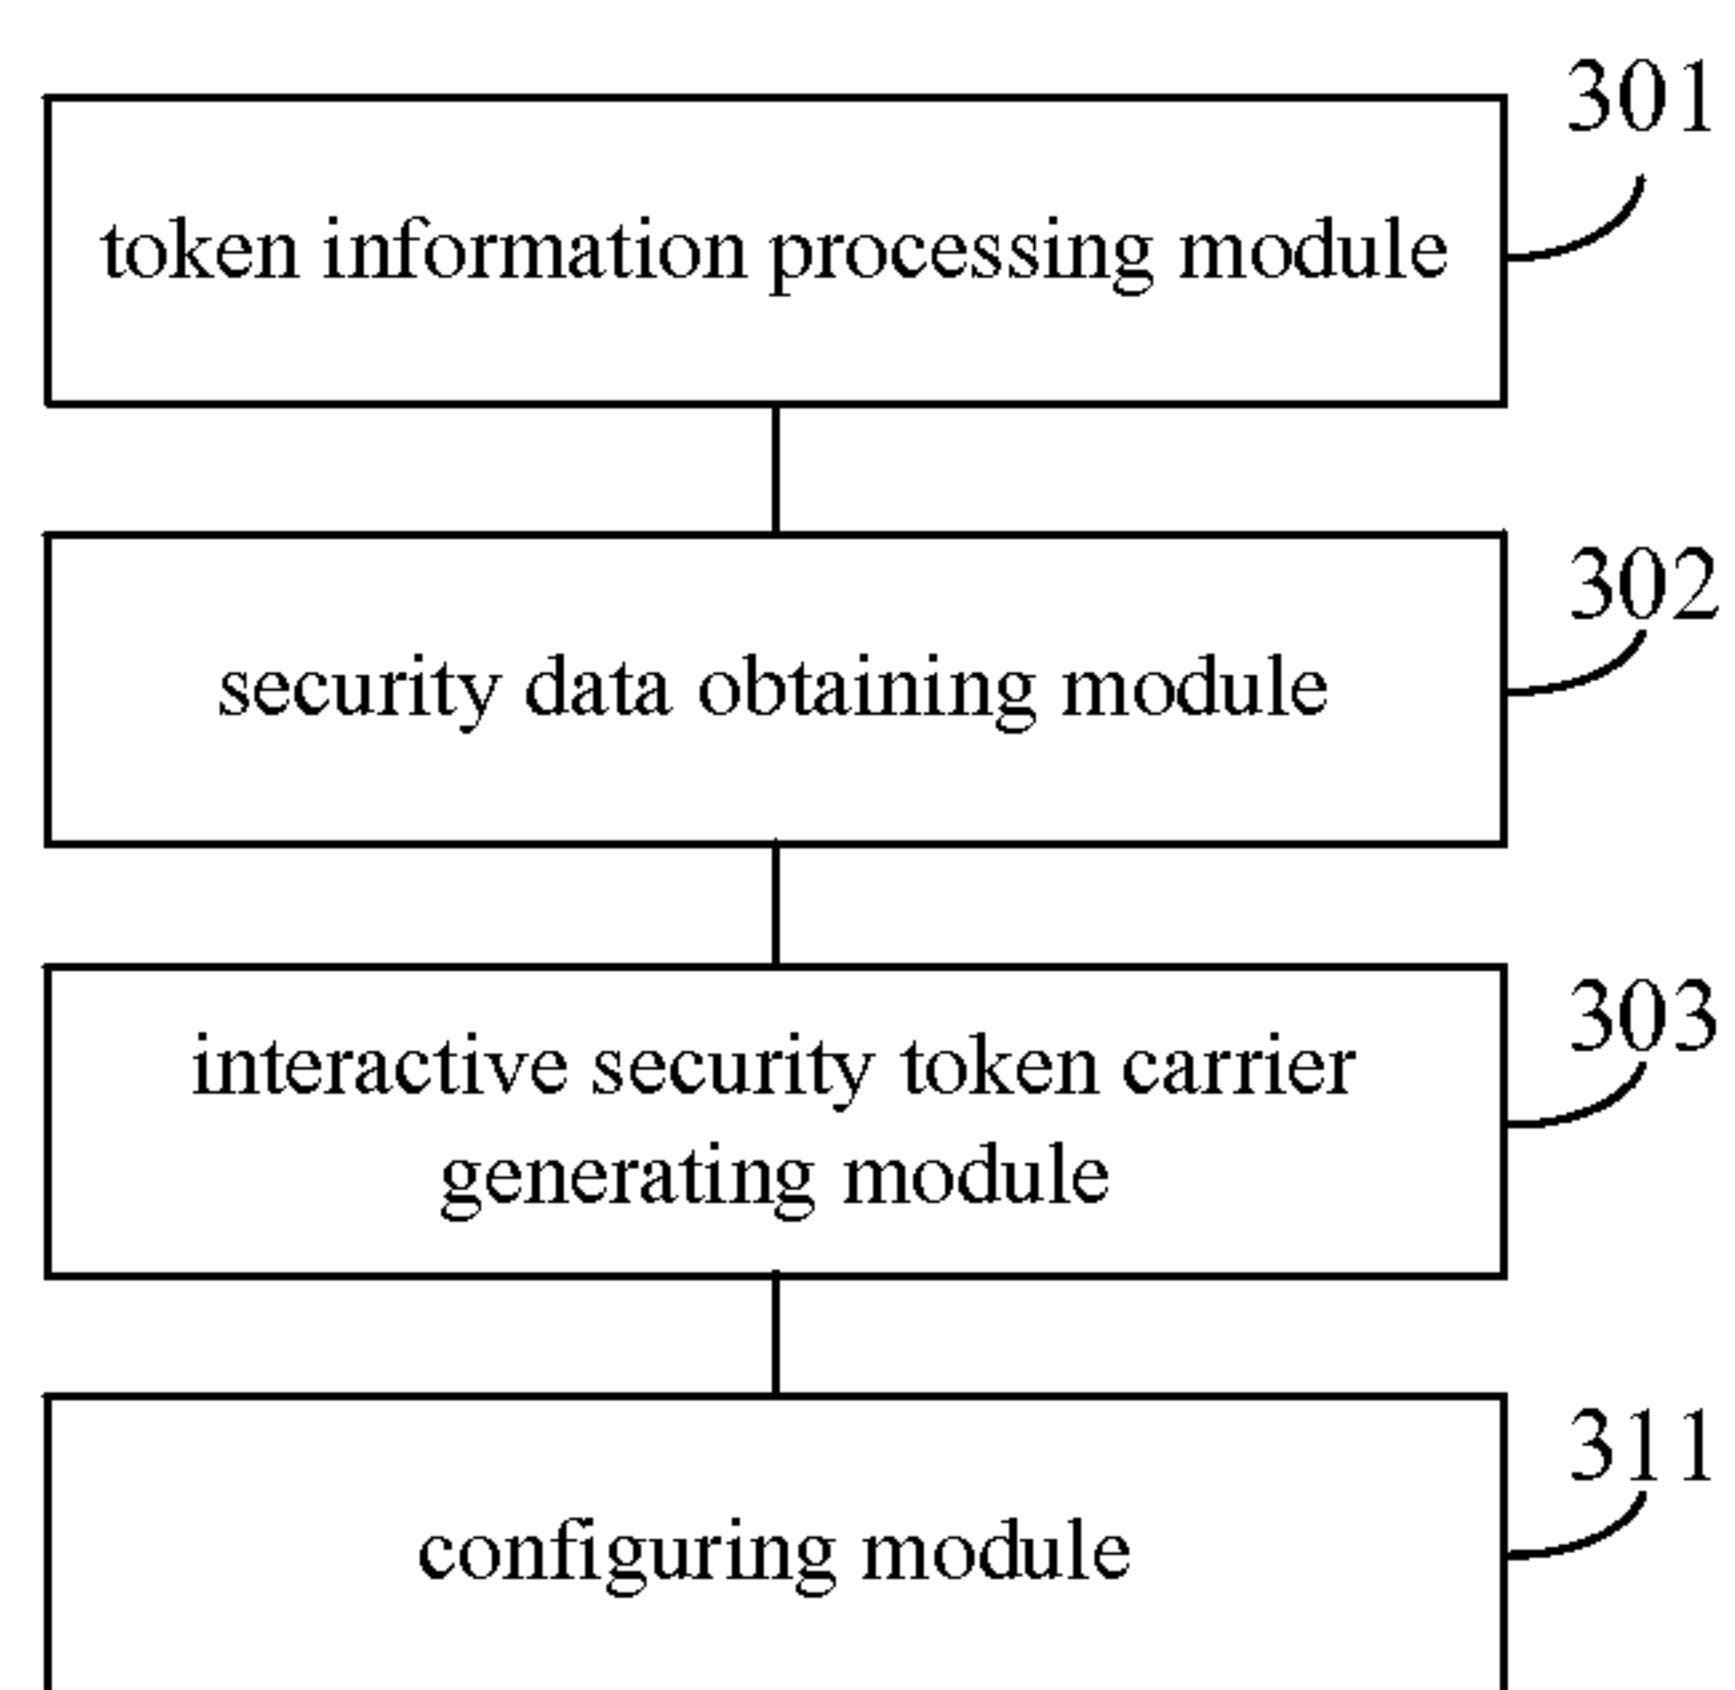 301
token information processing module
302
security data obtaining module
303
interactive security token carrier
generating module
311
configuring module